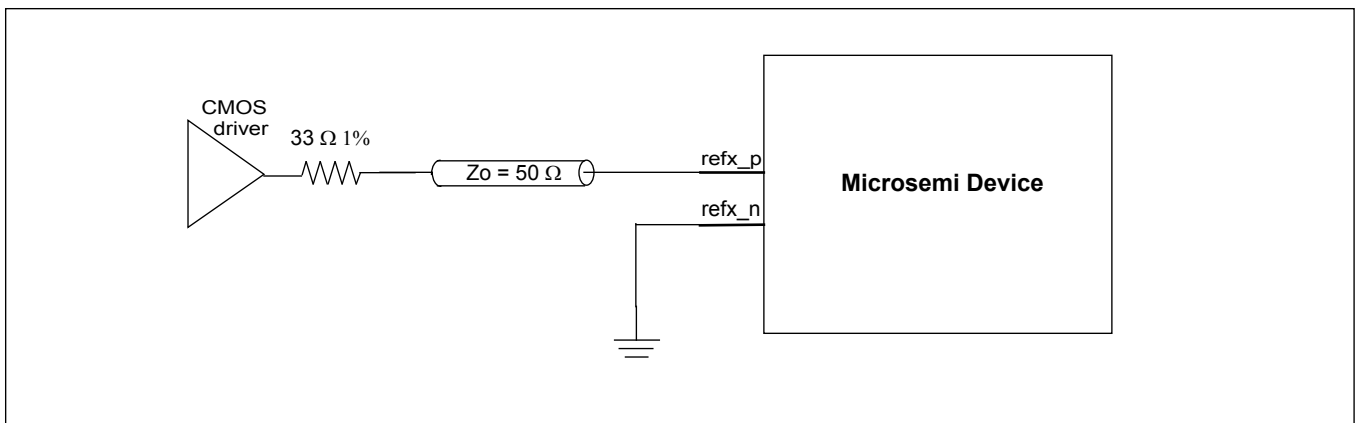 CMOS
driver
33 Ω 1%
Zo = 50 Ω
refx_p
refx_n
Microsemi Device